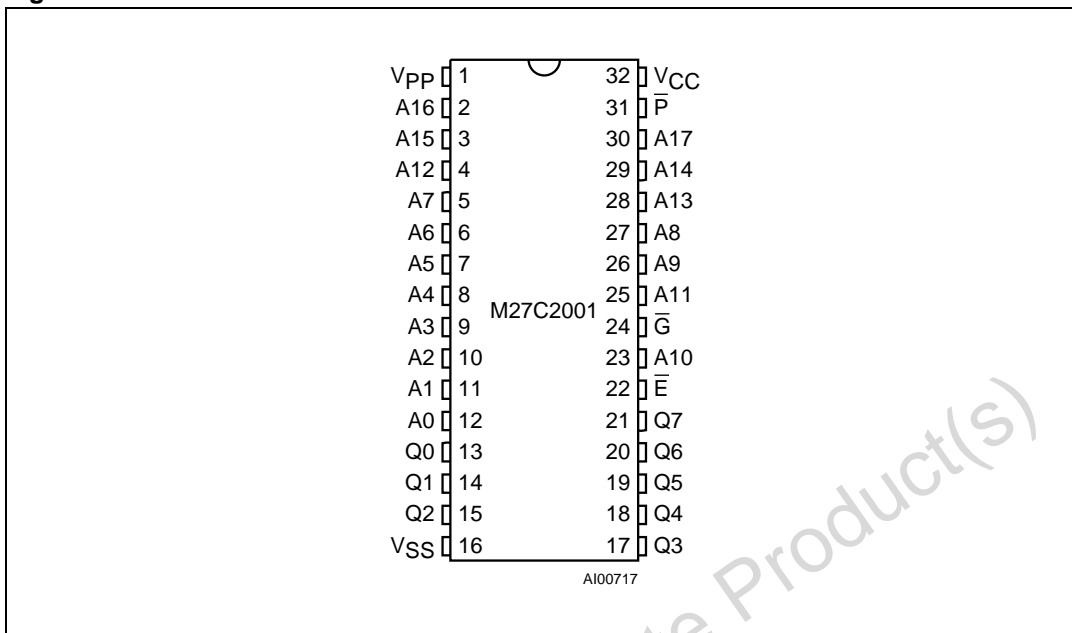 VPP 1 32 VCC
A16 2 31 P̅
A15 3 30 A17
A12 4 29 A14
A7 5 28 A13
A6 6 27 A8
A5 7 26 A9
A4 8 25 A11
M27C2001
A3 9 24 G̅
A2 10 23 A10
A1 11 22 E̅
A0 12 21 Q7
Q0 13 20 Q6
Q1 14 19 Q5
Q2 15 18 Q4
VSS 16 17 Q3
AI00717
Product(s)